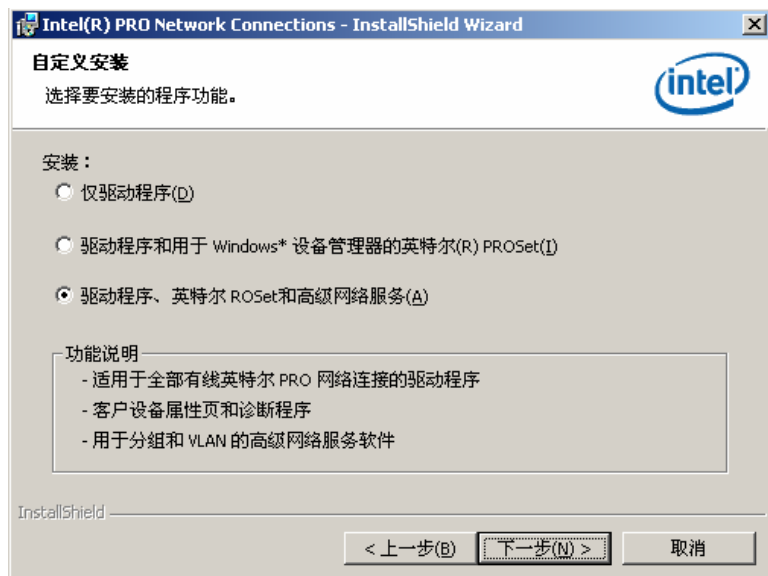 Intel(R) PRO Network Connections - InstallShield Wizard
自定义安装
选择要安装的程序功能。
intel
安装：
仅驱动程序(D)
驱动程序和用于 Windows* 设备管理器的英特尔(R) PROSet(I)
驱动程序、英特尔 ROSet和高级网络服务(A)
功能说明
- 适用于全部有线英特尔 PRO 网络连接的驱动程序
- 客户设备属性页和诊断程序
- 用于分组和 VLAN 的高级网络服务软件
InstallShield
< 上一步(B)
下一步(N) >
取消